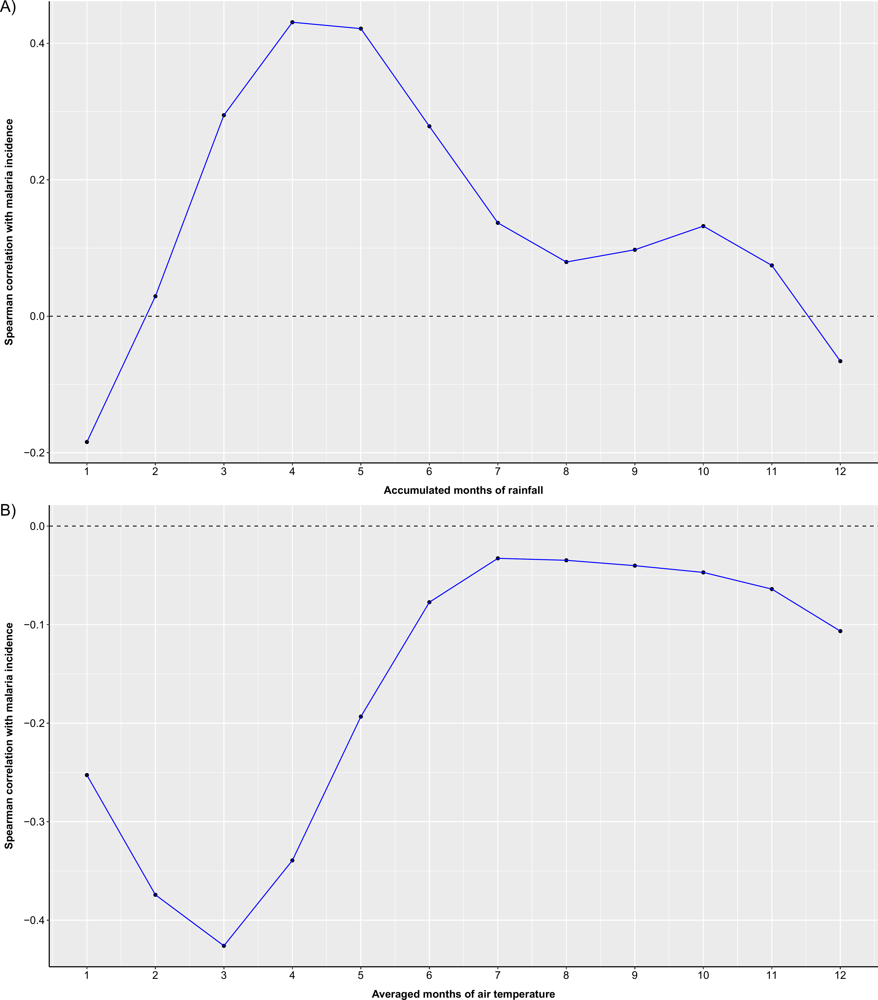 A)
Spearman correlation with malaria incidence
0.4
0.2
0.0
−0.2
1 2 3 4 5 6 7 8 9 10 11 12
Accumulated months of rainfall
B)
Spearman correlation with malaria incidence
0.0
−0.1
−0.2
−0.3
−0.4
1 2 3 4 5 6 7 8 9 10 11 12
Averaged months of air temperature